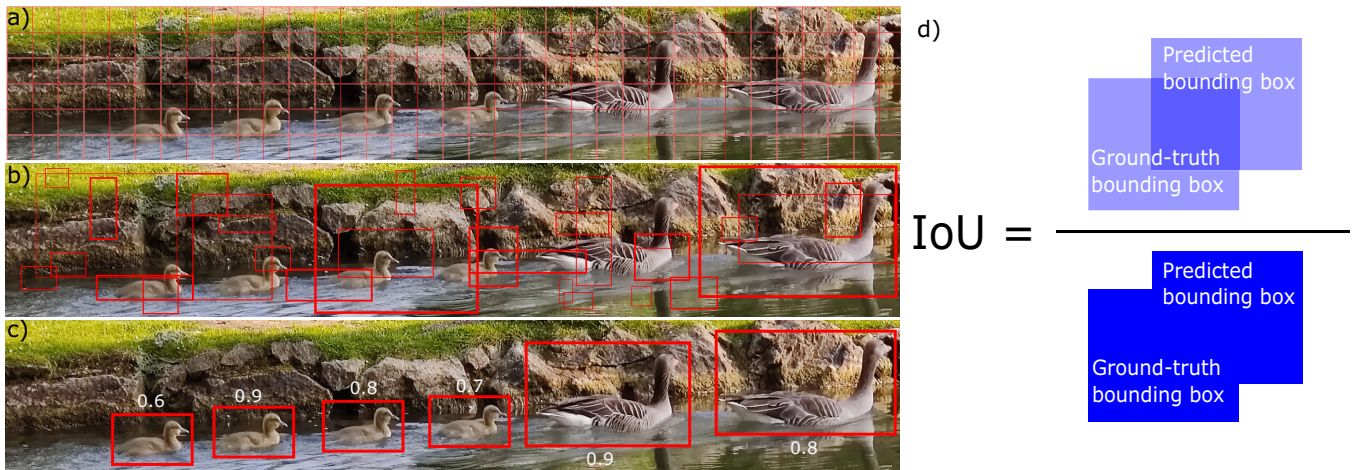 a)
b)
c)
0.6
0.9
0.8
0.7
0.9
0.8
d)
Predicted
bounding box
Ground-truth
bounding box
IoU =
Predicted
bounding box
Ground-truth
bounding box